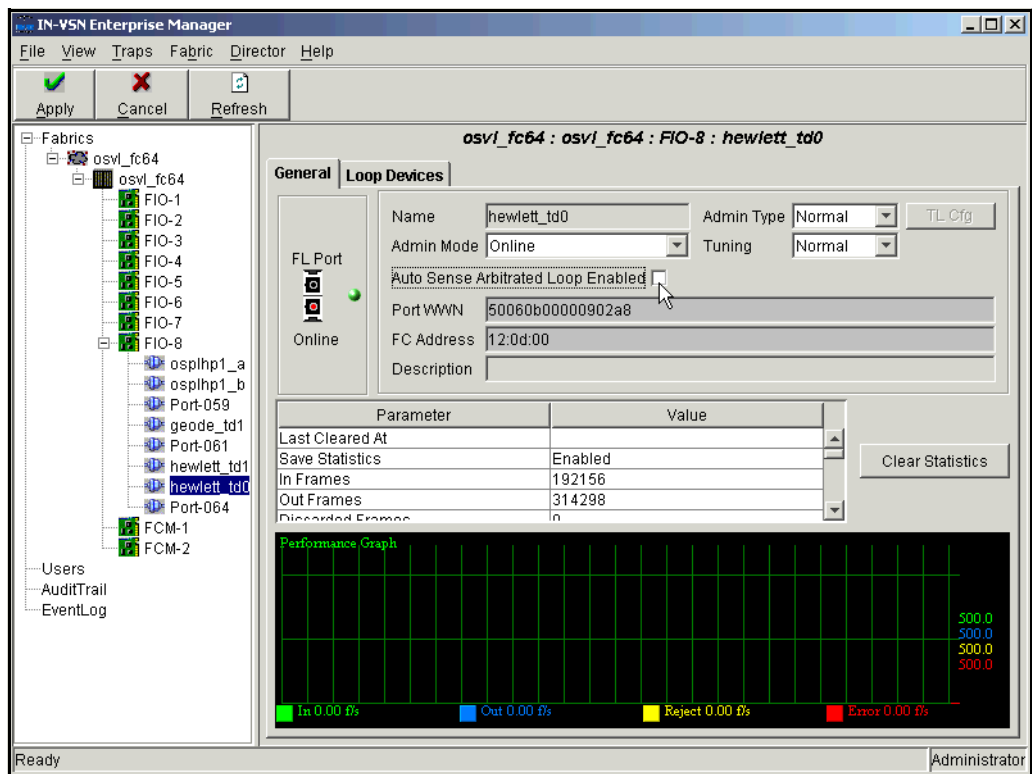 IN-VSN Enterprise Manager
File View Traps Fabric Director Help
Apply Cancel Refresh
Fabrics
osvl_fc64
osvl_fc64
FIO-1
FIO-2
FIO-3
FIO-4
FIO-5
FIO-6
FIO-7
FIO-8
osplhp1_a
osplhp1_b
Port-059
geode_td1
Port-061
hewlett_td1
hewlett_td0
Port-064
FCM-1
FCM-2
Users
AuditTrail
EventLog
osvl_fc64 : osvl_fc64 : FIO-8 : hewlett_td0
General Loop Devices
FL Port
Online
Name hewlett_td0 Admin Type Normal TL Cfg
Admin Mode Online Tuning Normal
Auto Sense Arbitrated Loop Enabled
Port WWN 50060b00000902a8
FC Address 12:0d:00
Description
Parameter Value
Last Cleared At
Save Statistics Enabled
In Frames 192156
Out Frames 314298
Discarded Frames 0
Clear Statistics
Performance Graph
500.0
500.0
500.0
500.0
In 0.00 f/s Out 0.00 f/s Reject 0.00 f/s Error 0.00 f/s
Ready Administrator